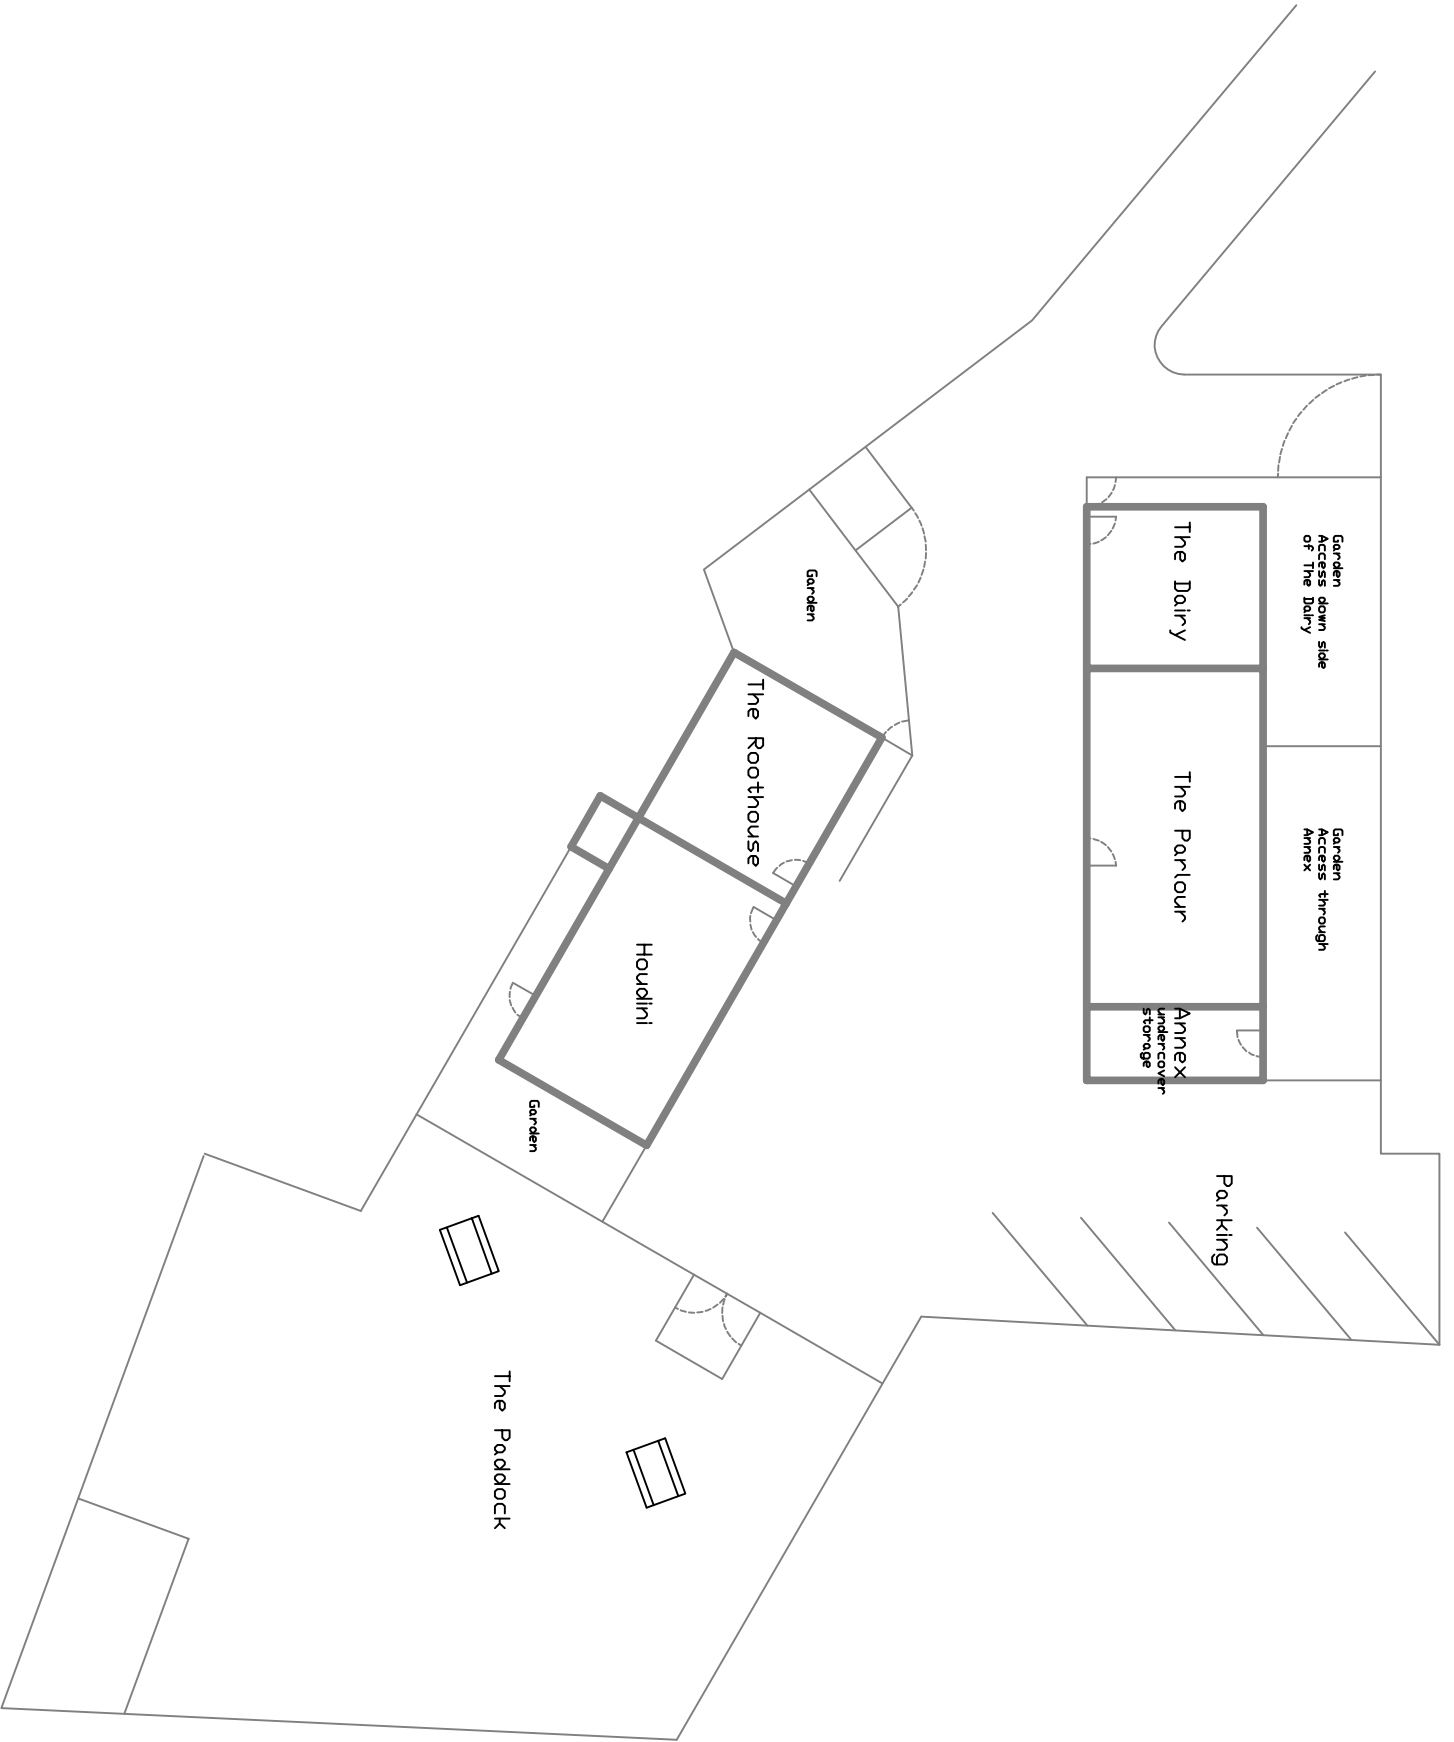 Garden
Access down side
of The Dairy
Garden
Access through
Annex
The Dairy
The Parlour
Annex
undercover
storage
Parking
Garden
The Roothouse
Houdini
Garden
The Paddock